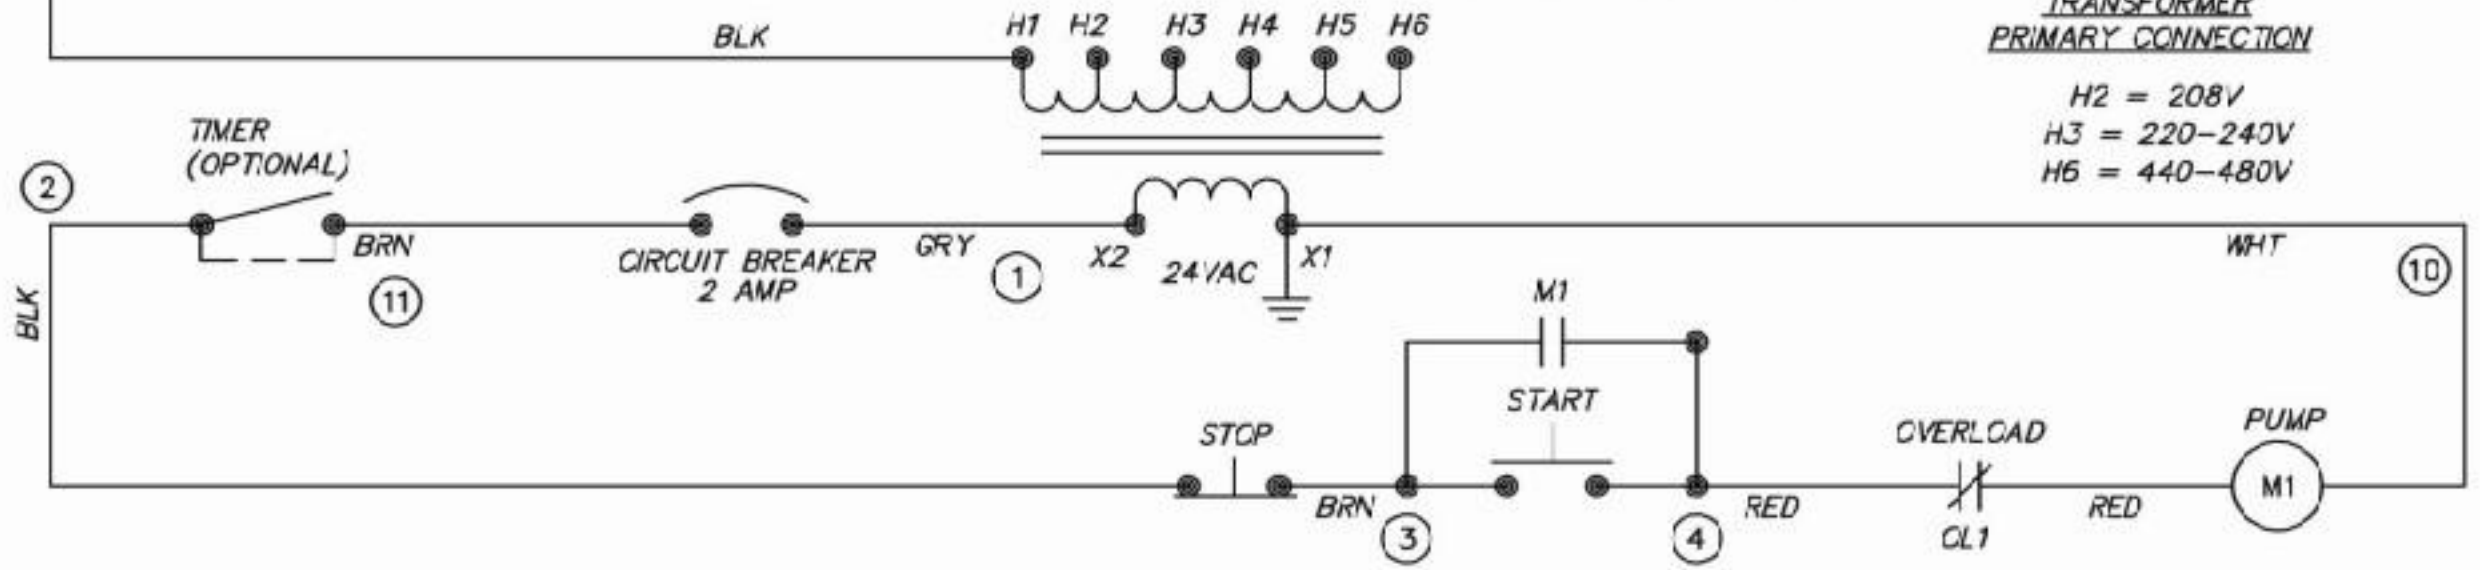 TRANSFORMER
PRIMARY CONNECTION
H2 = 208V
H3 = 220-240V
H6 = 440-480V
BLK
H1 H2 H3 H4 H5 H6
TIMER
(OPTIONAL)
2
BRN
11
CIRCUIT BREAKER
2 AMP
GRY
1
X2
24VAC
X1
WHT
10
BLK
M1
START
STOP
BRN
3
4
RED
OVERLOAD
OL1
RED
PUMP
M1